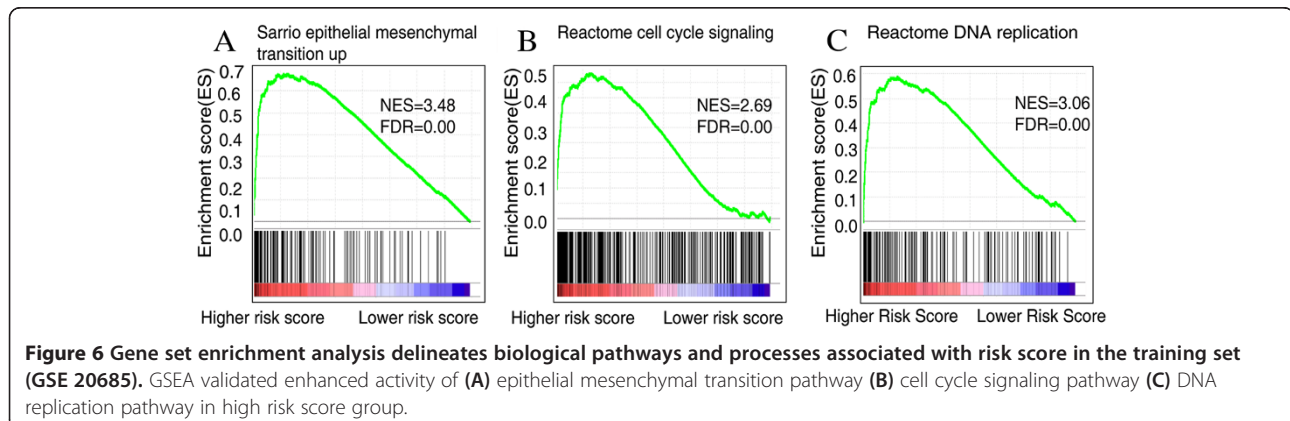 A
Sarrio epithelial mesenchymal
transition up
Enrichment score(ES)
0.7
0.6
0.5
0.4
0.3
0.2
0.1
0.0
NES=3.48
FDR=0.00
Higher risk score
Lower risk score
B
Reactome cell cycle signaling
Enrichment score(ES)
0.5
0.4
0.3
0.2
0.1
0.0
NES=2.69
FDR=0.00
Higher risk score
Lower risk score
C
Reactome DNA replication
Enrichment score(ES)
0.6
0.5
0.4
0.3
0.2
0.1
0.0
NES=3.06
FDR=0.00
Higher Risk Score
Lower Risk Score
Figure 6 Gene set enrichment analysis delineates biological pathways and processes associated with risk score in the training set
(GSE 20685). GSEA validated enhanced activity of (A) epithelial mesenchymal transition pathway (B) cell cycle signaling pathway (C) DNA
replication pathway in high risk score group.